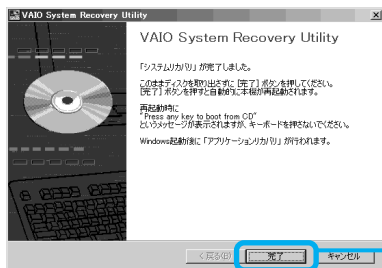 VAIO System Recovery Utility
VAIO System Recovery Utility
「システムリカバリ」が完了しました。
このままディスクを取り出さずに [完了] ボタンを押してください。
[完了] ボタンを押すと自動的に本機が再起動されます。
再起動時に
"Press any key to boot from CD"
というメッセージが表示されますが、キーボードを押さないでください。
Windows起動後に「アプリケーションリカバリ」が行われます。
< 戻る(B)
完了
キャンセル